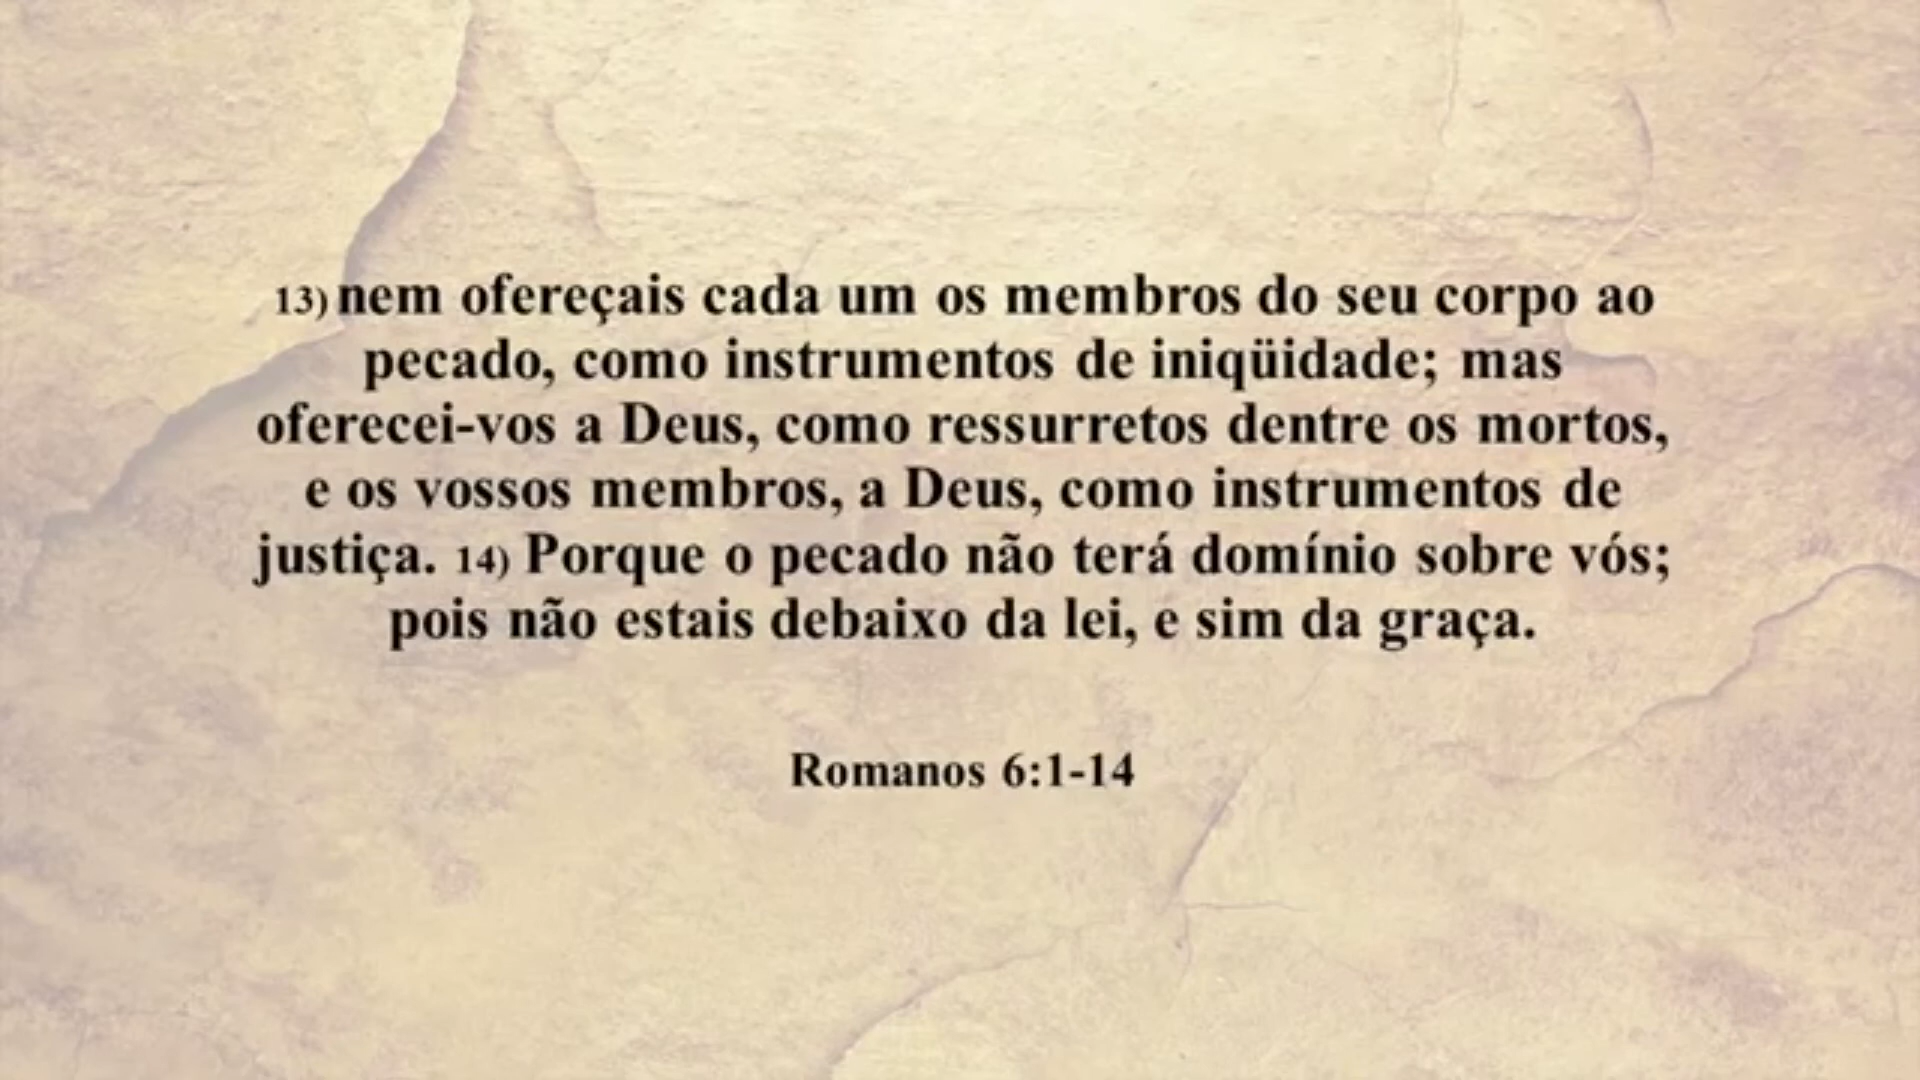 13) nem ofereçais cada um os membros do seu corpo ao
pecado, como instrumentos de iniqüidade; mas
oferecei-vos a Deus, como ressurretos dentre os mortos,
e os vossos membros, a Deus, como instrumentos de
justiça. 14) Porque o pecado não terá domínio sobre vós;
pois não estais debaixo da lei, e sim da graça.
Romanos 6:1-14